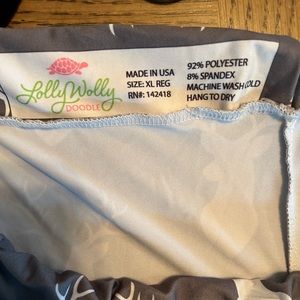 Lolly Wolly
DOODLE
MADE IN USA
SIZE: XL REG
RN#: 142418
92% POLYESTER
8% SPANDEX
MACHINE WASH COLD
HANG TO DRY